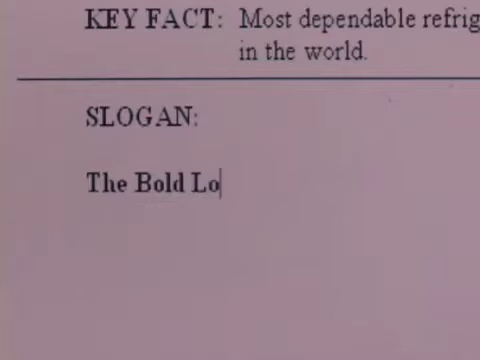 KEY FACT: Most dependable refrig
in the world.
SLOGAN:
The Bold Lo